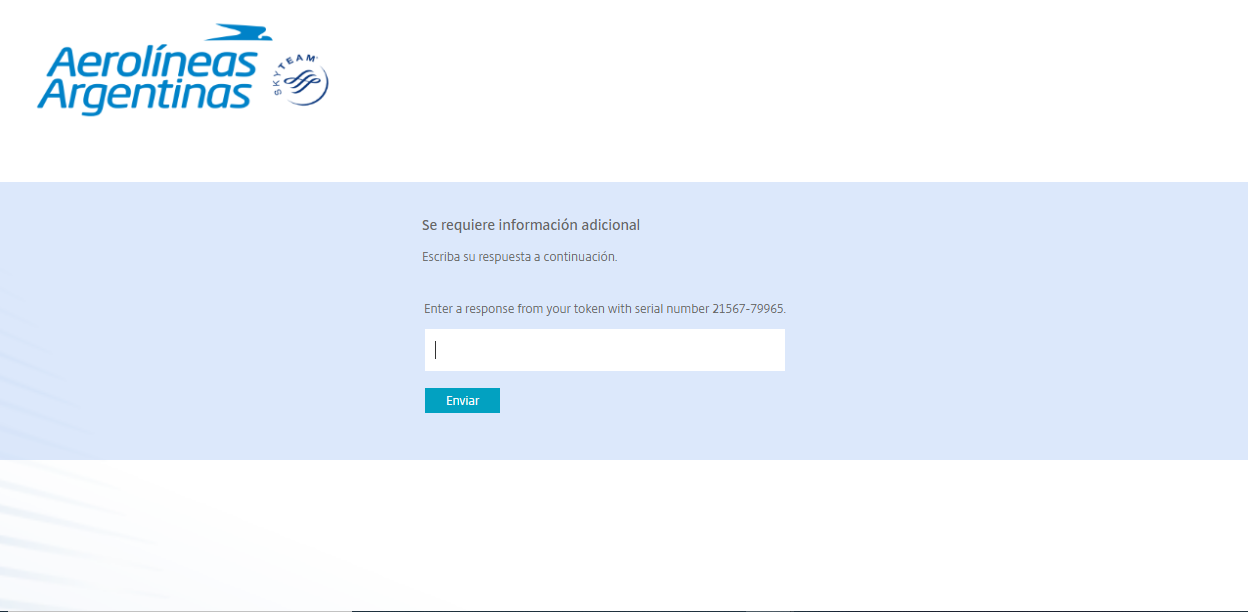 Aerolíneas
Argentinas
SKYTEAM
Se requiere información adicional
Escriba su respuesta a continuación.
Enter a response from your token with serial number 21567-79965.
Enviar